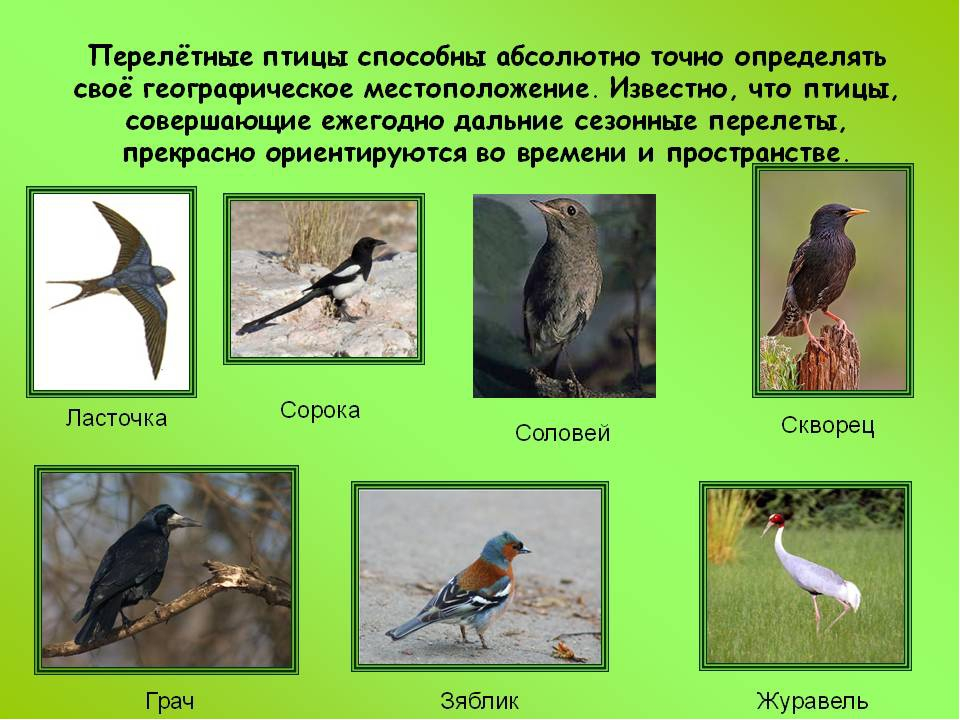 Перелётные птицы способны абсолютно точно определять
своё географическое местоположение. Известно, что птицы,
совершающие ежегодно дальние сезонные перелеты,
прекрасно ориентируются во времени и пространстве.
Ласточка
Сорока
Соловей
Скворец
Грач
Зяблик
Журавель